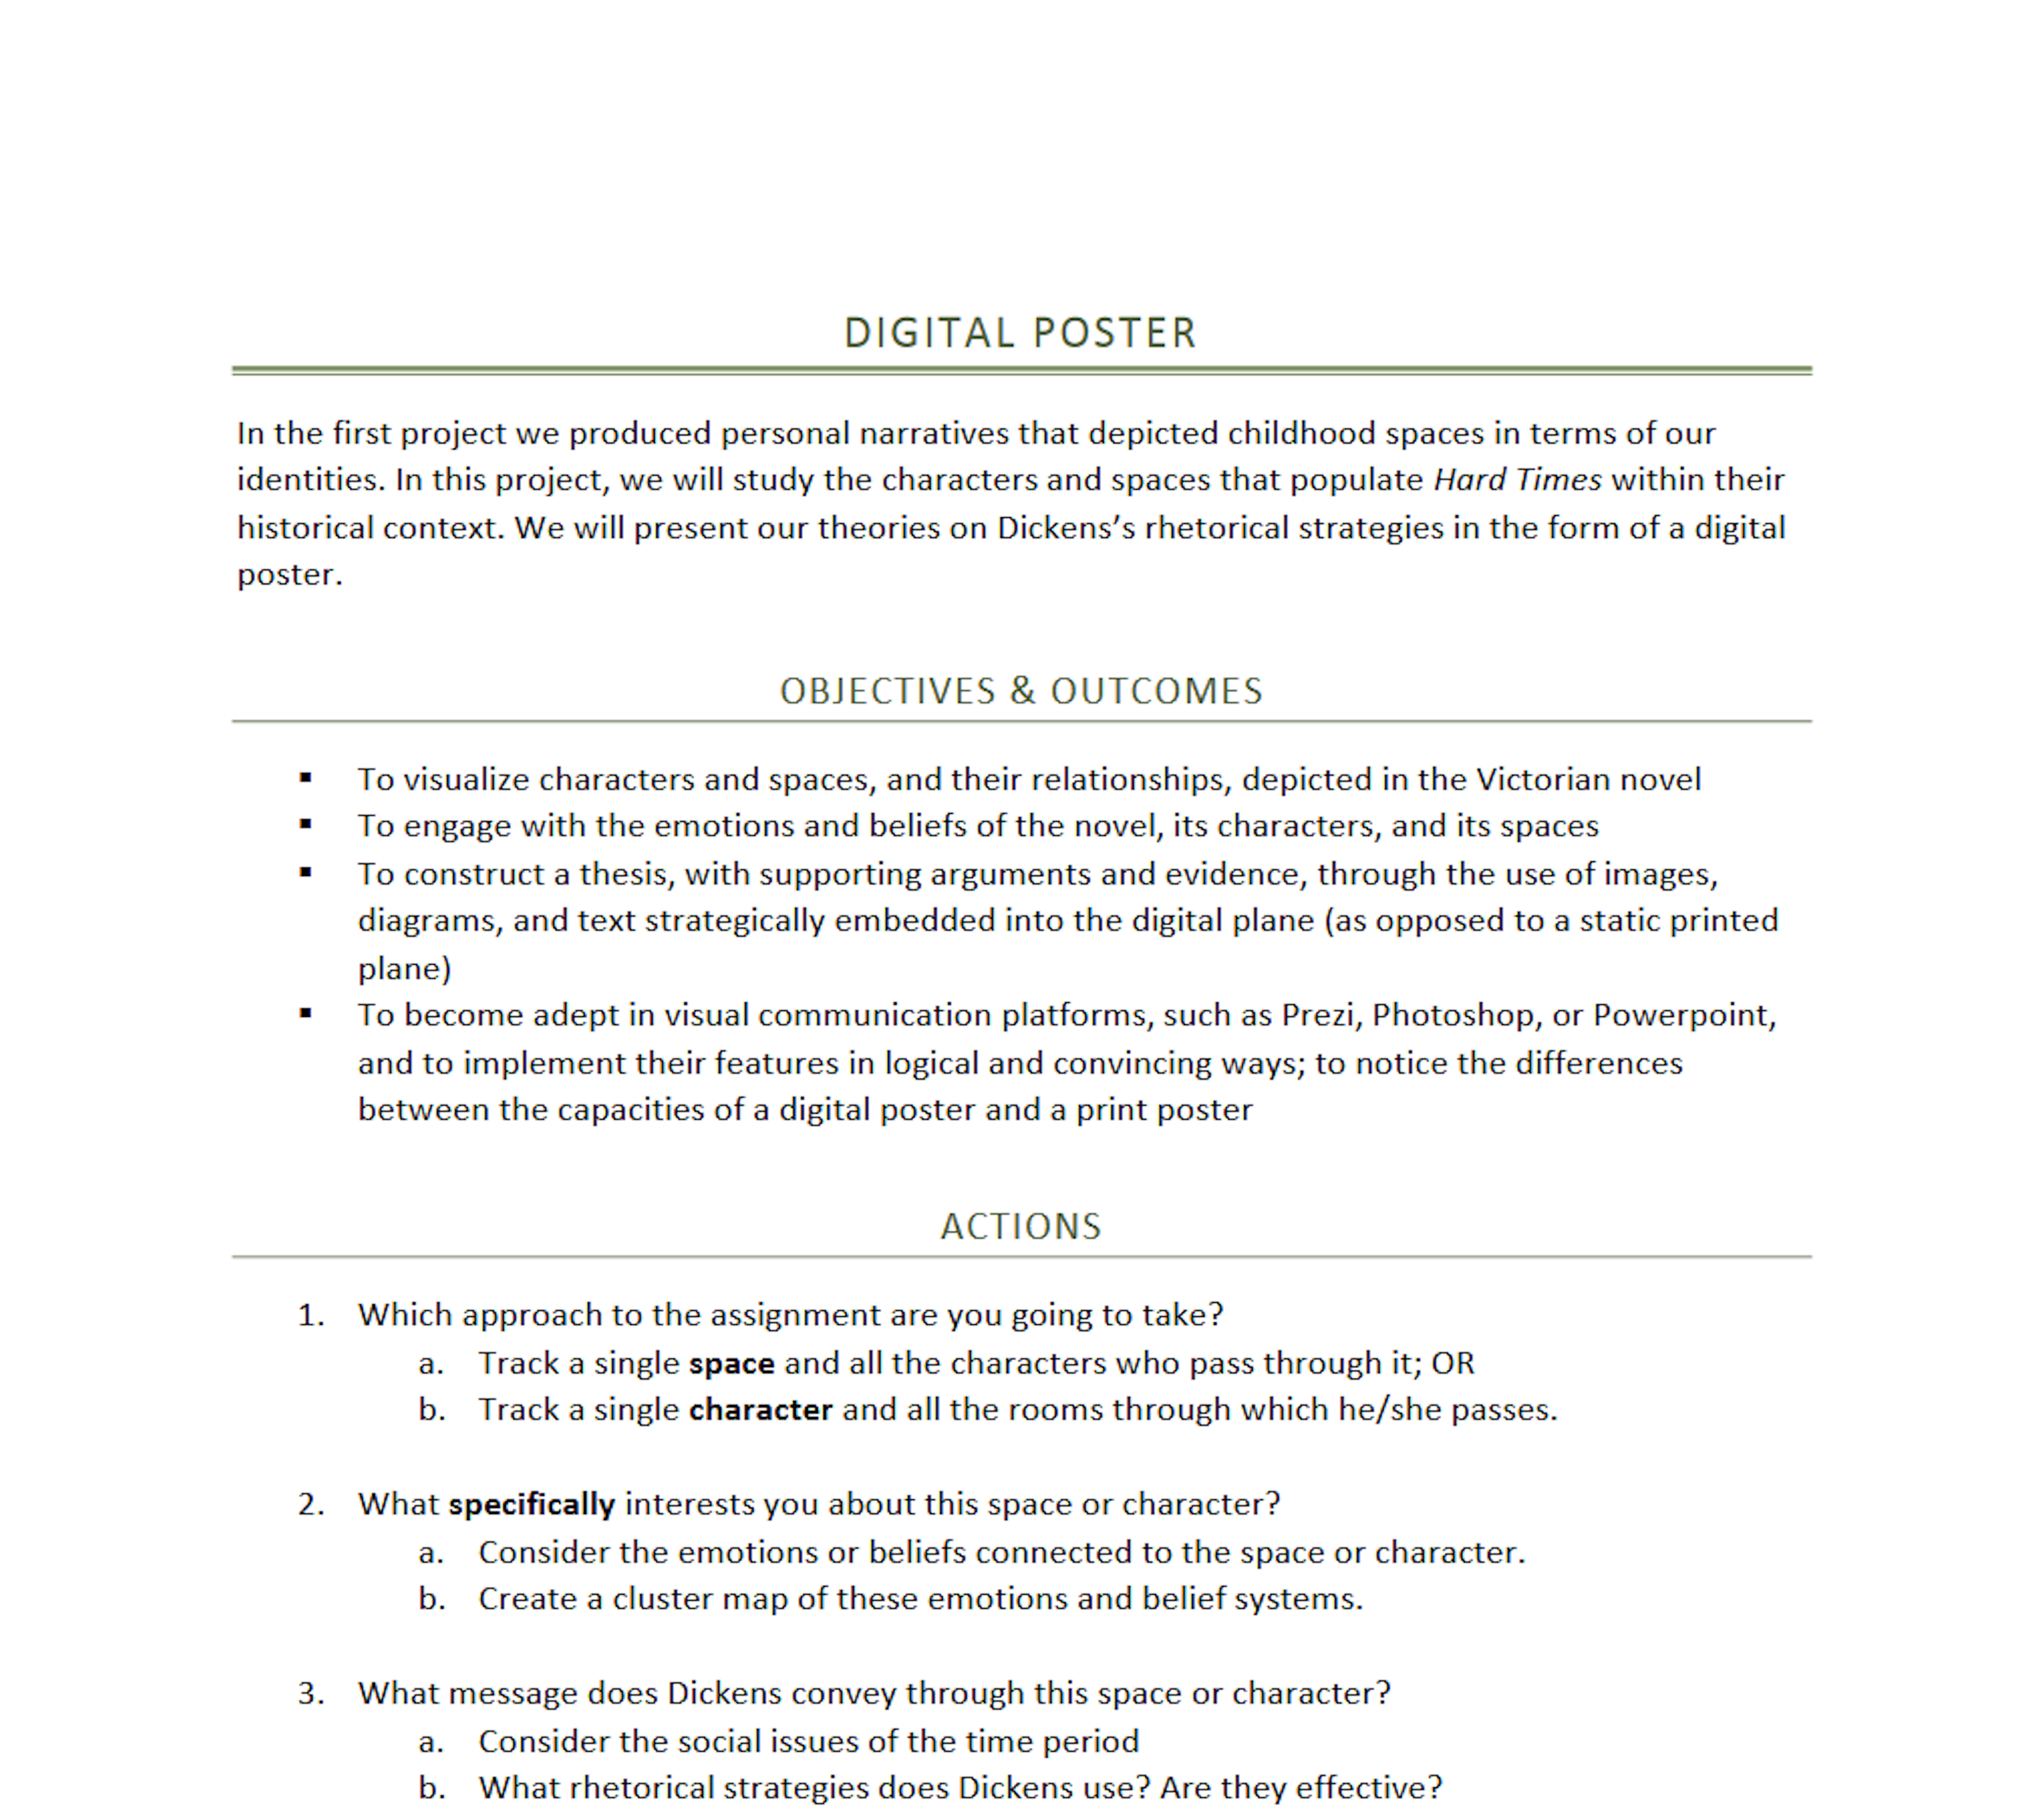 DIGITAL POSTER
In the first project we produced personal narratives that depicted childhood spaces in terms of our
identities. In this project, we will study the characters and spaces that populate Hard Times within their
historical context. We will present our theories on Dickens’s rhetorical strategies in the form of a digital
poster.
OBJECTIVES & OUTCOMES
▪ To visualize characters and spaces, and their relationships, depicted in the Victorian novel
▪ To engage with the emotions and beliefs of the novel, its characters, and its spaces
▪ To construct a thesis, with supporting arguments and evidence, through the use of images,
diagrams, and text strategically embedded into the digital plane (as opposed to a static printed
plane)
▪ To become adept in visual communication platforms, such as Prezi, Photoshop, or Powerpoint,
and to implement their features in logical and convincing ways; to notice the differences
between the capacities of a digital poster and a print poster
ACTIONS
1. Which approach to the assignment are you going to take?
a. Track a single space and all the characters who pass through it; OR
b. Track a single character and all the rooms through which he/she passes.
2. What specifically interests you about this space or character?
a. Consider the emotions or beliefs connected to the space or character.
b. Create a cluster map of these emotions and belief systems.
3. What message does Dickens convey through this space or character?
a. Consider the social issues of the time period
b. What rhetorical strategies does Dickens use? Are they effective?